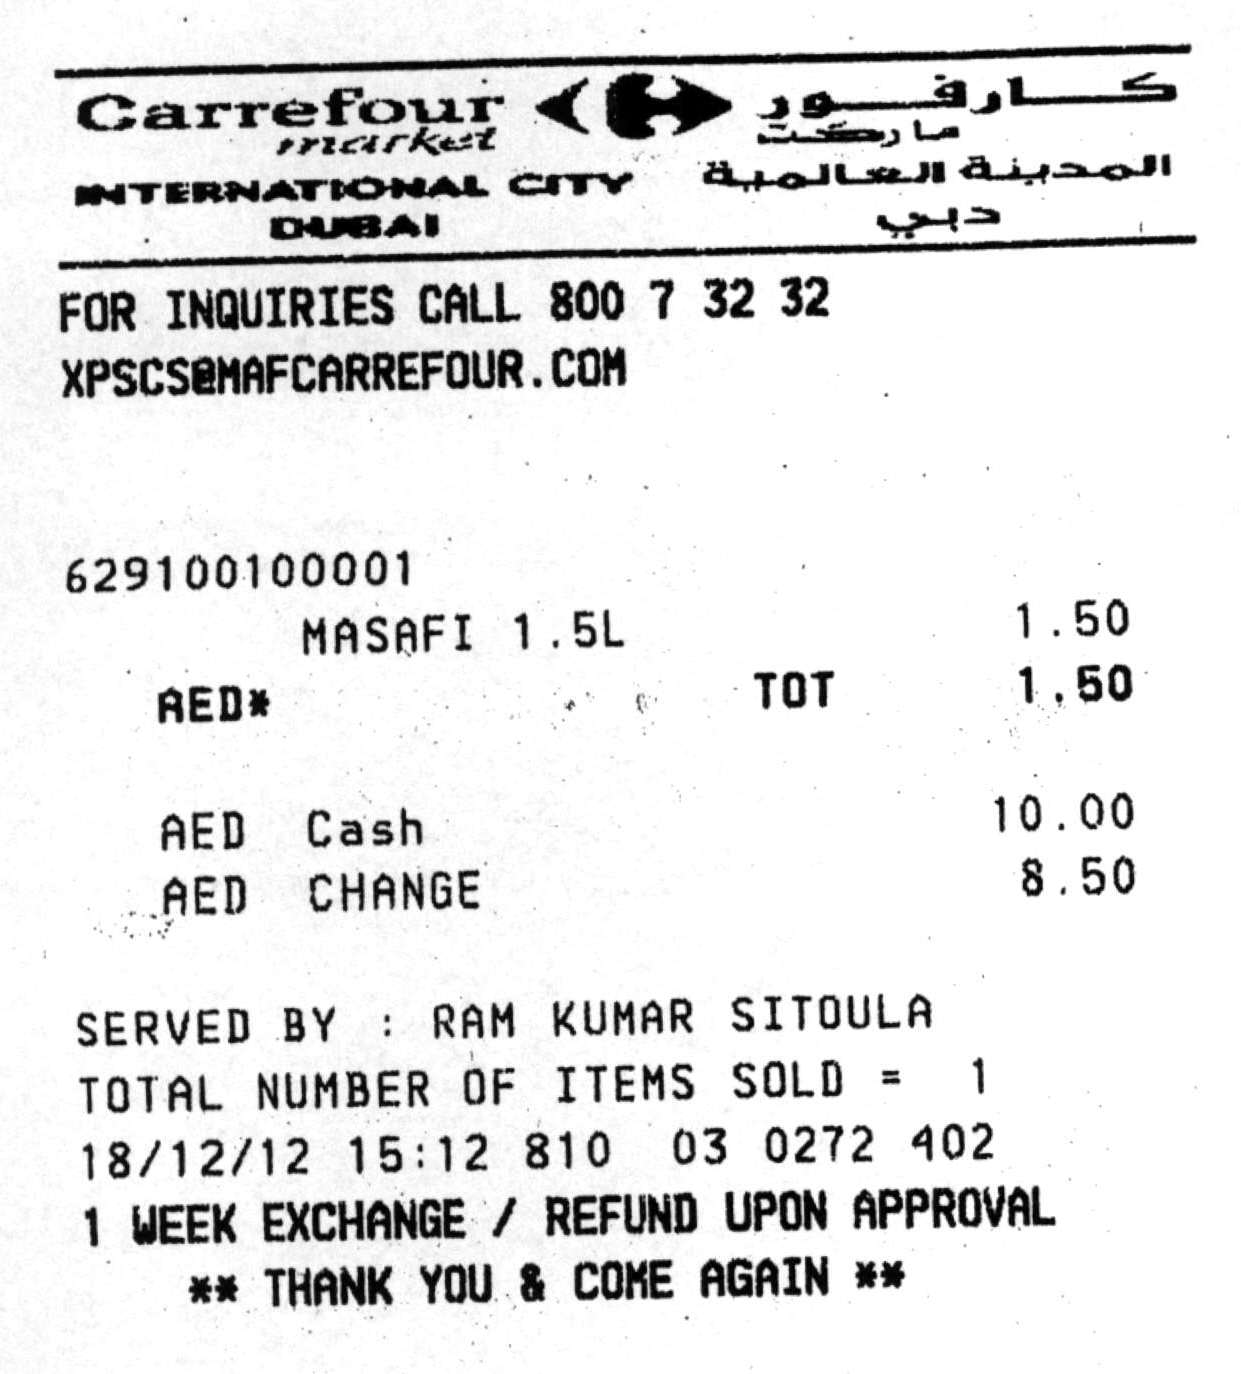 Carrefour كارفور
market ماركت
INTERNATIONAL CITY المدينة العالمية
DUBAI دبي
FOR INQUIRIES CALL 800 7 32 32
XPSCS@MAFCARREFOUR.COM
629100100001
MASAFI 1.5L 1.50
AED* TOT 1.50
AED Cash 10.00
AED CHANGE 8.50
SERVED BY : RAM KUMAR SITOULA
TOTAL NUMBER OF ITEMS SOLD = 1
18/12/12 15:12 810 03 0272 402
1 WEEK EXCHANGE / REFUND UPON APPROVAL
** THANK YOU & COME AGAIN **